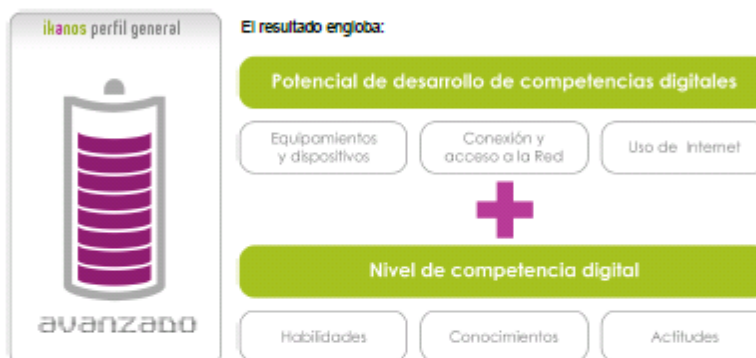 ikanos perfil general
avanzado
El resultado engloba:
Potencial de desarrollo de competencias digitales
Equipamientos
y dispositivos
Conexión y
acceso a la Red
Uso de Internet
Nivel de competencia digital
Habilidades
Conocimientos
Actitudes